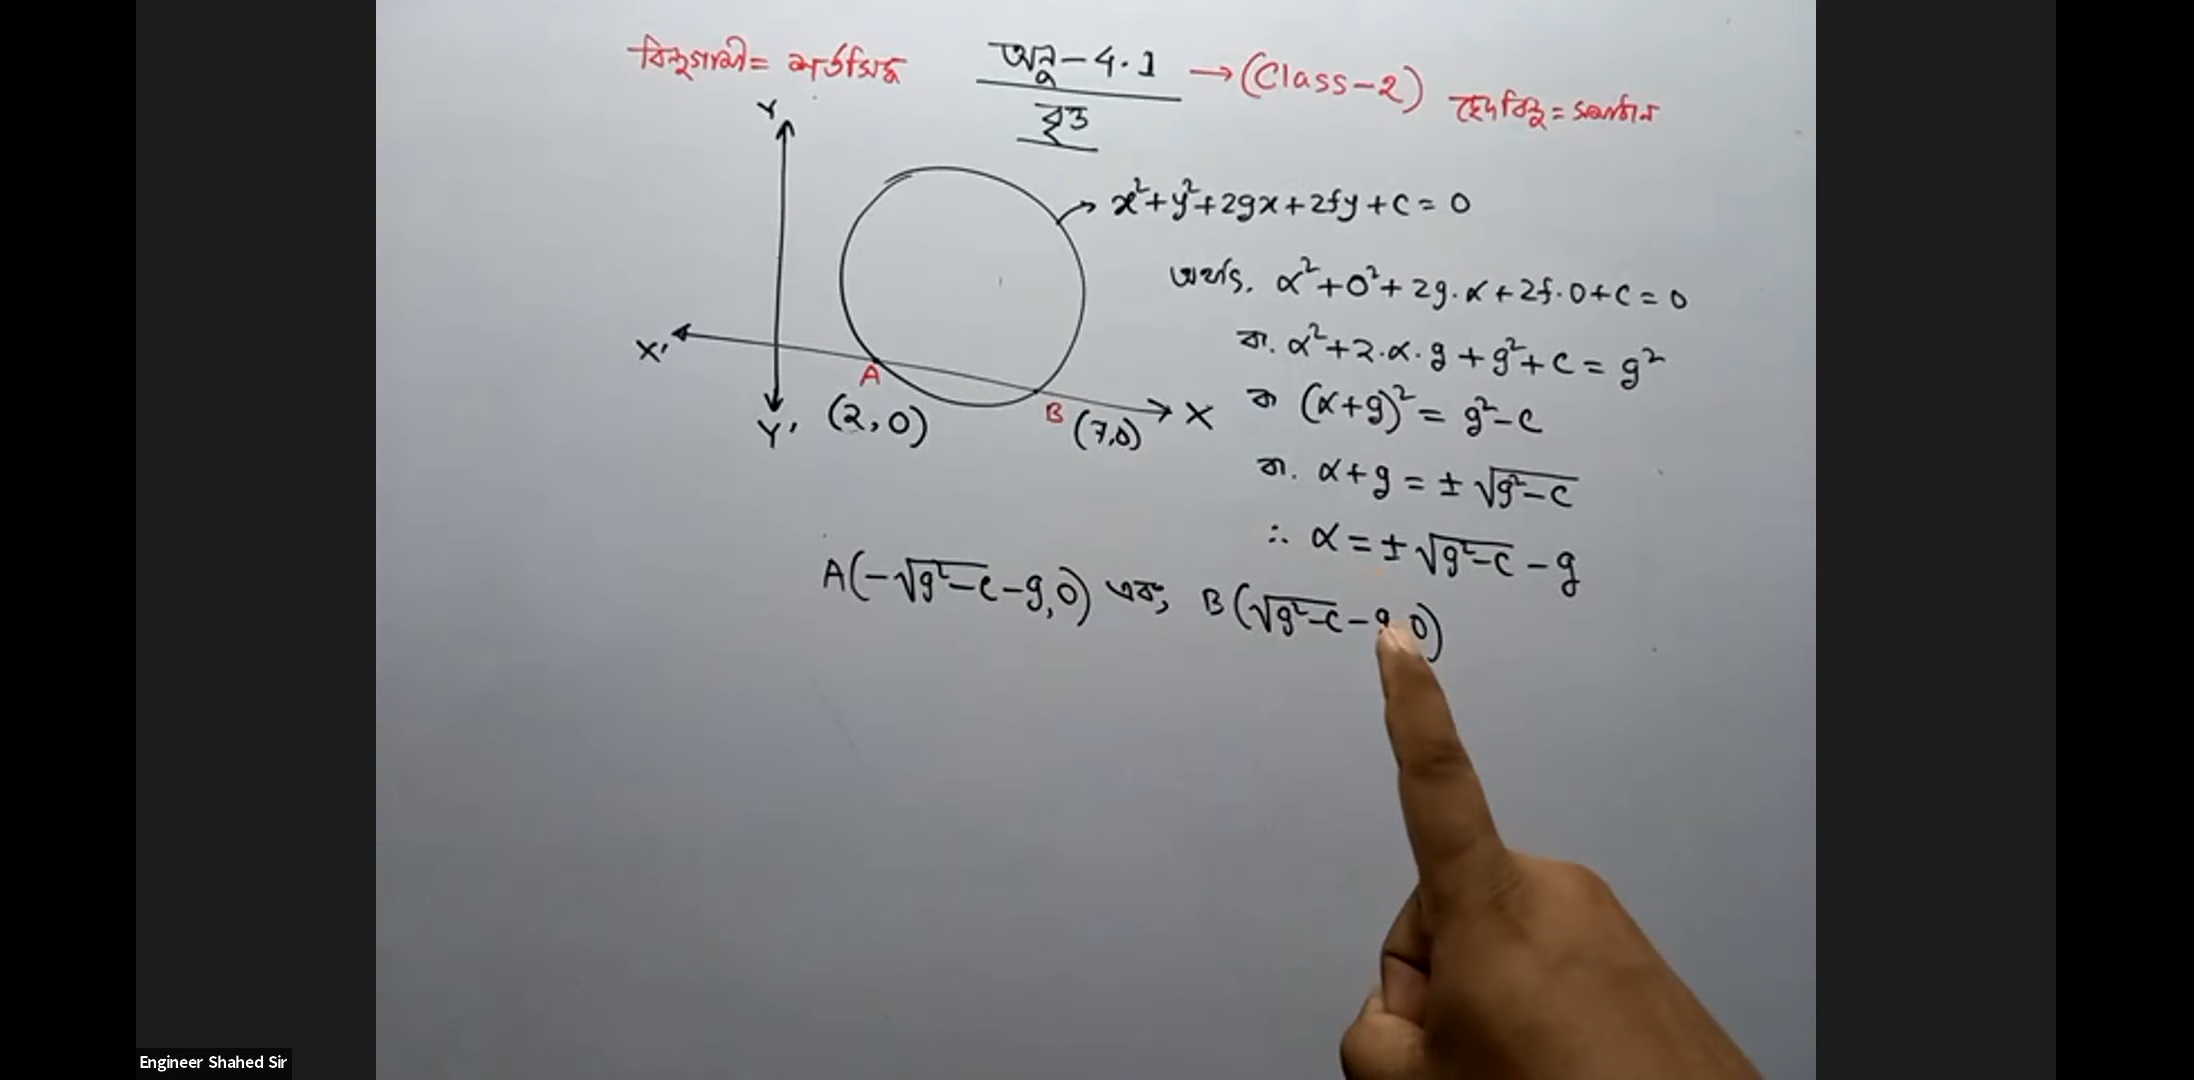 বিন্দুগামী = শর্তসিদ্ধ
অনু-4.1 → (Class-2)
ছেদবিন্দু = সমাধান
বৃত্ত
Y
x²+y²+2gx+2fy+c = 0
অর্থাৎ, α²+0²+2g.α+2f.0+c = 0
X'
বা. α²+2.α.g+g²+c = g²
A
B
X
বা (α+g)² = g²-c
Y'
(2,0)
(7,0)
বা. α+g = ±√g²-c
∴ α = ±√g²-c - g
A(-√g²-c-g,0) এবং, B(√g²-c-g,0)
Engineer Shahed Sir